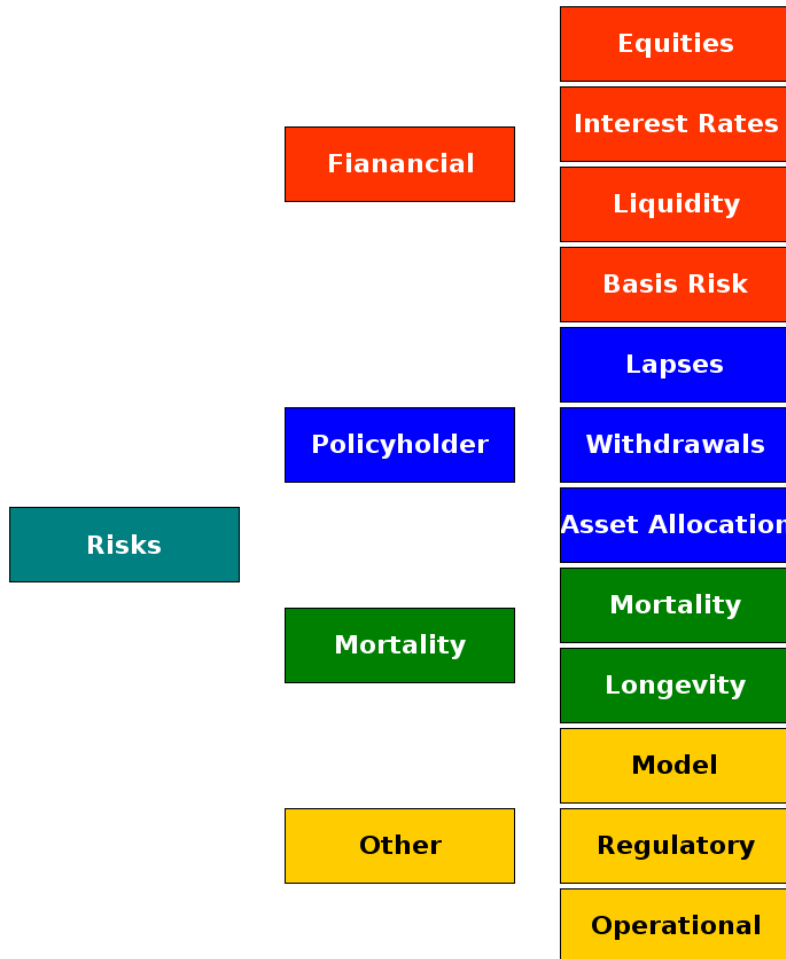 Equities
Interest Rates
Fianancial
Liquidity
Basis Risk
Lapses
Policyholder
Withdrawals
Asset Allocation
Risks
Mortality
Mortality
Longevity
Model
Other
Regulatory
Operational